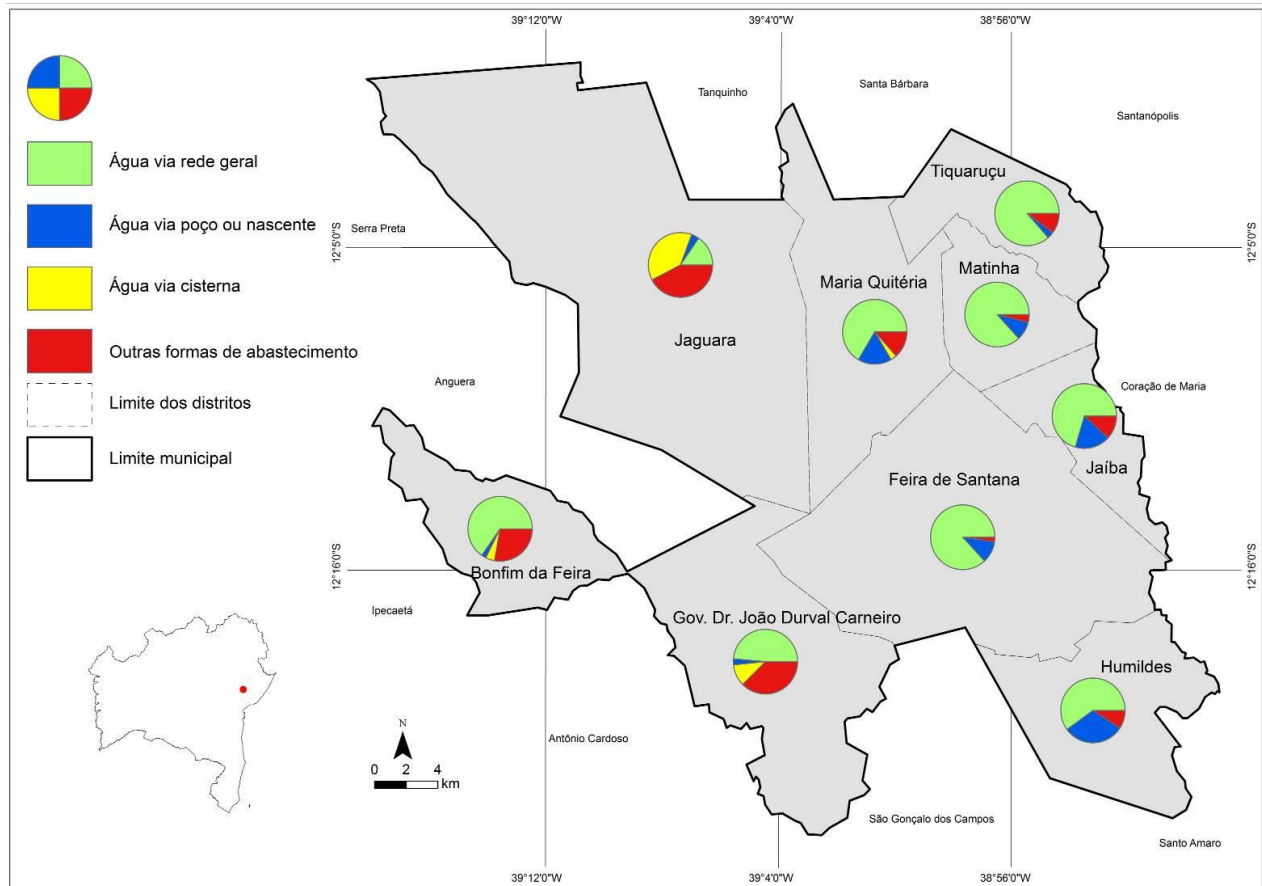 39°12'0"W
39°4'0"W
38°56'0"W
Água via rede geral
Água via poço ou nascente
Água via cisterna
Outras formas de abastecimento
Limite dos distritos
Limite municipal
Tanquinho
Santa Bárbara
Santanópolis
Tiquaruçu
Serra Preta
12°5'0"S
12°5'0"S
Matinha
Maria Quitéria
Jaguara
Anguera
Coração de Maria
Jaíba
Feira de Santana
Bonfim da Feira
12°16'0"S
12°16'0"S
Ipecaetá
Gov. Dr. João Durval Carneiro
Humildes
N
Antônio Cardoso
0 2 4
km
São Gonçalo dos Campos
Santo Amaro
39°12'0"W
39°4'0"W
38°56'0"W